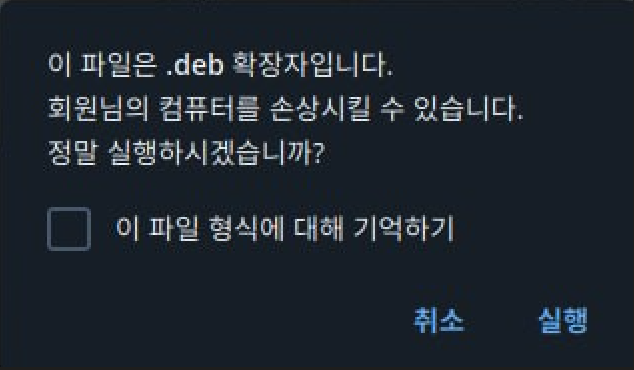 이 파일은 .deb 확장자입니다.
회원님의 컴퓨터를 손상시킬 수 있습니다.
정말 실행하시겠습니까?
이 파일 형식에 대해 기억하기
취소 실행